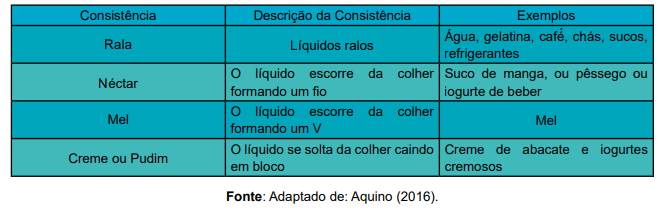 Consistência Descrição da Consistência Exemplos
Rala Líquidos ralos Água, gelatina, café, chás, sucos,
refrigerantes
Néctar O líquido escorre da colher
formando um fio Suco de manga, ou pêssego ou
iogurte de beber
Mel O líquido escorre da colher
formando um V Mel
Creme ou Pudim O líquido se solta da colher caindo
em bloco Creme de abacate e iogurtes
cremosos
Fonte: Adaptado de: Aquino (2016).